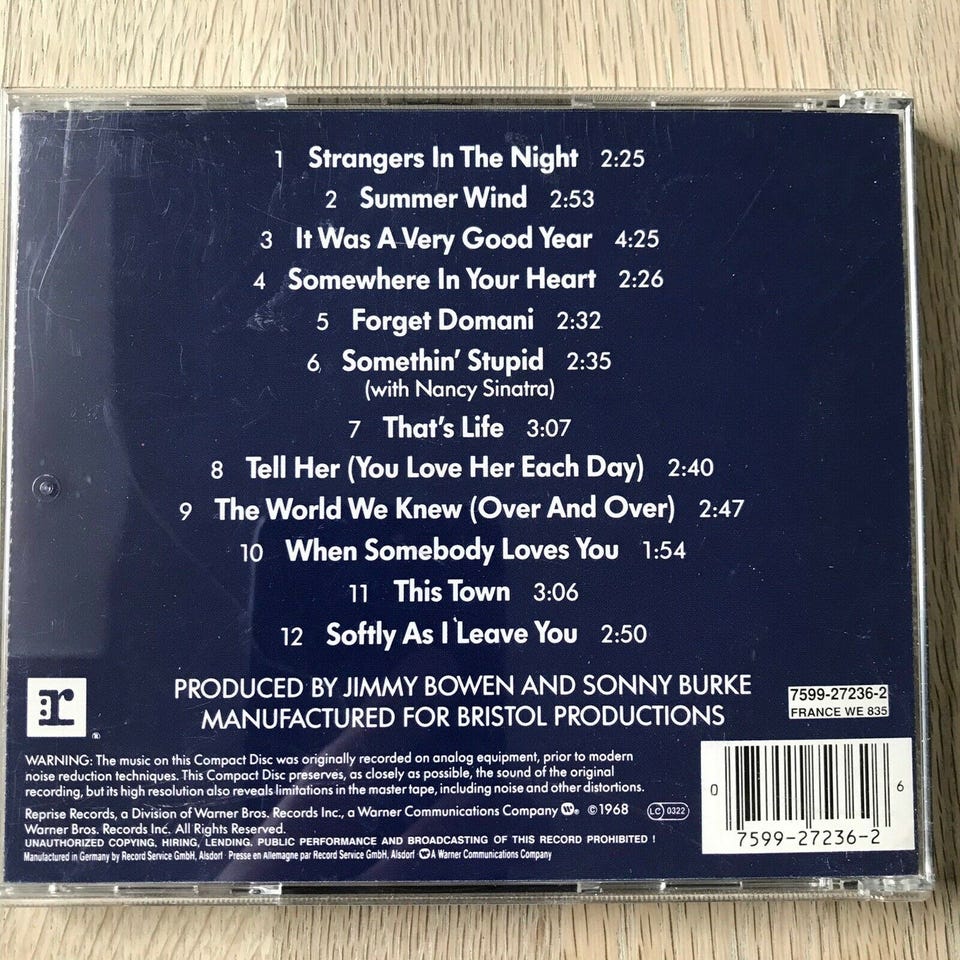 1 Strangers In The Night 2:25
2 Summer Wind 2:53
3 It Was A Very Good Year 4:25
4 Somewhere In Your Heart 2:26
5 Forget Domani 2:32
6 Somethin' Stupid 2:35
(with Nancy Sinatra)
7 That's Life 3:07
8 Tell Her (You Love Her Each Day) 2:40
9 The World We Knew (Over And Over) 2:47
10 When Somebody Loves You 1:54
11 This Town 3:06
12 Softly As I Leave You 2:50
:r ®
PRODUCED BY JIMMY BOWEN AND SONNY BURKE
MANUFACTURED FOR BRISTOL PRODUCTIONS
7599-27236-2
FRANCE WE 835
WARNING: The music on this Compact Disc was originally recorded on analog equipment, prior to modern
noise reduction techniques. This Compact Disc preserves, as closely as possible, the sound of the original
recording, but its high resolution also reveals limitations in the master tape, including noise and other distortions.
Reprise Records, a Division of Warner Bros. Records Inc., a Warner Communications Company ® ©1968 LC 0322
Warner Bros. Records Inc. All Rights Reserved.
UNAUTHORIZED COPYING, HIRING, LENDING, PUBLIC PERFORMANCE AND BROADCASTING OF THIS RECORD PROHIBITED !
Manufactured in Germany by Record Service GmbH, Alsdorf · Presse en Allemagne par Record Service GmbH, Alsdorf A Warner Communications Company
0 6
7599-27236-2